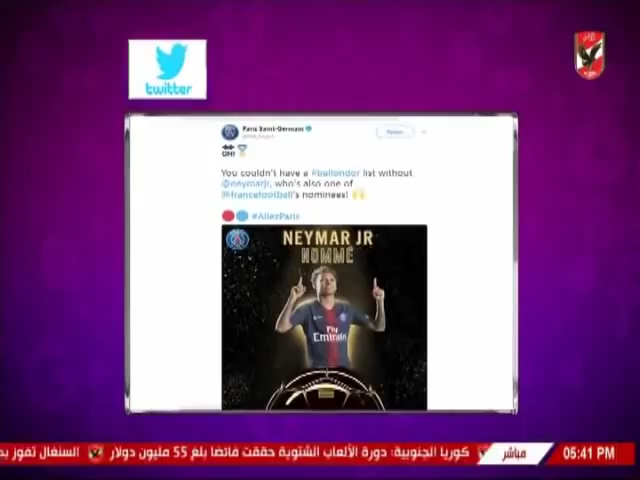 twitter
Paris Saint-Germain
OH!
You couldn't have a #ballondor list without
@neymarjr, who's also one of
@francefootball's nominees!
#AllezParis
NEYMAR JR
NOMMÉ
Fly
Emirates
05:41 PM
مباشر
كوريا الجنوبية: دورة الألعاب الشتوية حققت فائضا بلغ 55 مليون دولار
السنغال تفوز بح